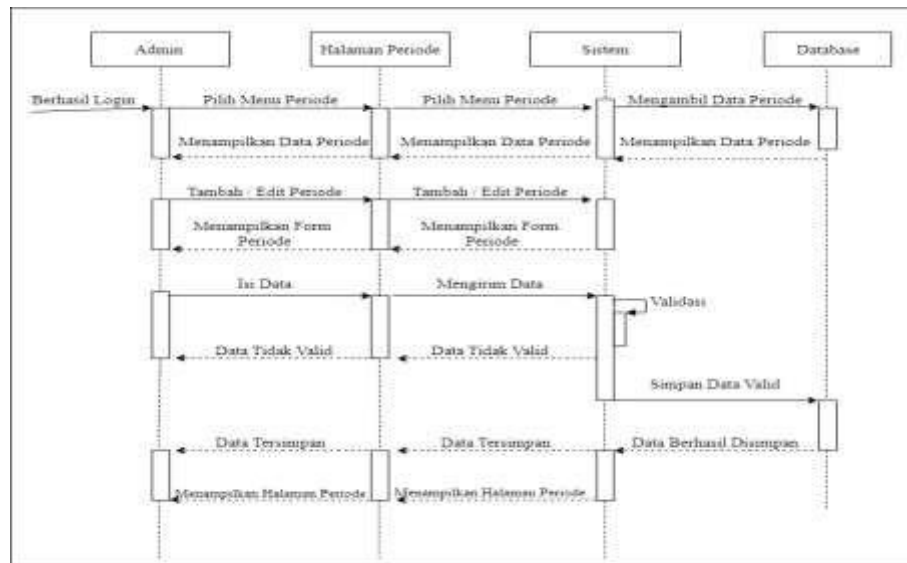 Admin
Halaman Periode
Sistem
Database
Berhasil Login
Pilih Menu Periode
Pilih Menu Periode
Mengambil Data Periode
Menampilkan Data Periode
Menampilkan Data Periode
Menampilkan Data Periode
Tambah / Edit Periode
Tambah / Edit Periode
Menampilkan Form
Periode
Menampilkan Form
Periode
Isi Data
Mengirim Data
Validasi
Data Tidak Valid
Data Tidak Valid
Simpan Data Valid
Data Tersimpan
Data Tersimpan
Data Berhasil Disimpan
Menampilkan Halaman Periode
Menampilkan Halaman Periode